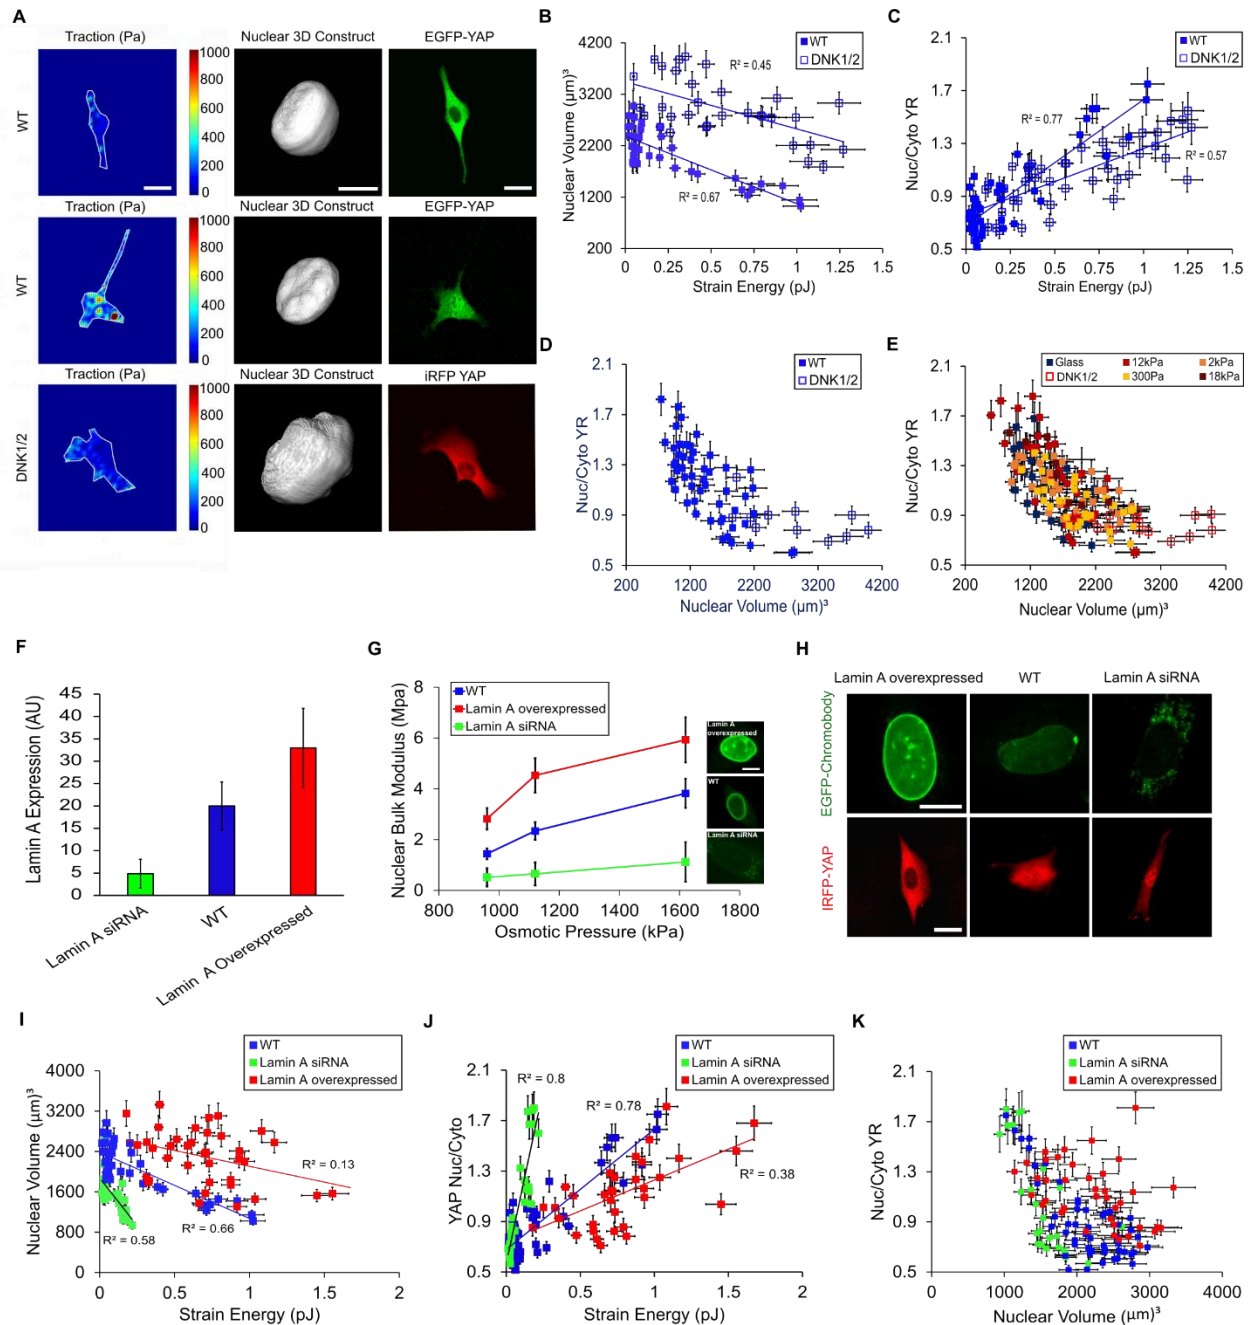 A
Traction (Pa)
Nuclear 3D Construct
EGFP-YAP
WT
1000
800
600
400
200
0
Traction (Pa)
Nuclear 3D Construct
EGFP-YAP
WT
1000
800
600
400
200
0
Traction (Pa)
Nuclear 3D Construct
iRFP YAP
DNK1/2
1000
800
600
400
200
0
B
WT
DNK1/2
R² = 0.45
R² = 0.67
Nuclear Volume (µm)³
4200
3200
2200
1200
200
0 0.25 0.5 0.75 1 1.25 1.5
Strain Energy (pJ)
C
WT
DNK1/2
R² = 0.77
R² = 0.57
Nuc/Cyto YR
2.1
1.7
1.3
0.9
0.5
0 0.25 0.5 0.75 1 1.25 1.5
Strain Energy (pJ)
D
WT
DNK1/2
Nuc/Cyto YR
2.1
1.7
1.3
0.9
0.5
200 1200 2200 3200 4200
Nuclear Volume (µm)³
E
Glass 12kPa 2kPa
DNK1/2 300Pa 18kPa
Nuc/Cyto YR
2.1
1.7
1.3
0.9
0.5
200 1200 2200 3200 4200
Nuclear Volume (µm)³
F
Lamin A Expression (AU)
45
40
35
30
25
20
15
10
5
0
Lamin A siRNA
WT
Lamin A Overexpressed
G
WT
Lamin A overexpressed
Lamin A siRNA
Nuclear Bulk Modulus (Mpa)
8
6
4
2
0
800 1000 1200 1400 1600 1800
Osmotic Pressure (kPa)
Lamin A
overexpressed
WT
Lamin A siRNA
H
Lamin A overexpressed WT Lamin A siRNA
EGFP-Chromobody
IRFP-YAP
I
WT
Lamin A siRNA
Lamin A overexpressed
R² = 0.13
R² = 0.66
R² = 0.58
Nuclear Volume (µm)³
4000
3200
2400
1600
800
0
0 0.5 1 1.5 2
Strain Energy (pJ)
J
WT
Lamin A siRNA
Lamin A overexpressed
R² = 0.8
R² = 0.78
R² = 0.38
YAP Nuc/Cyto
2.1
1.7
1.3
0.9
0.5
0 0.5 1 1.5 2
Strain Energy (pJ)
K
WT
Lamin A siRNA
Lamin A overexpressed
Nuc/Cyto YR
2.1
1.7
1.3
0.9
0.5
0 1000 2000 3000 4000
Nuclear Volume (µm)³